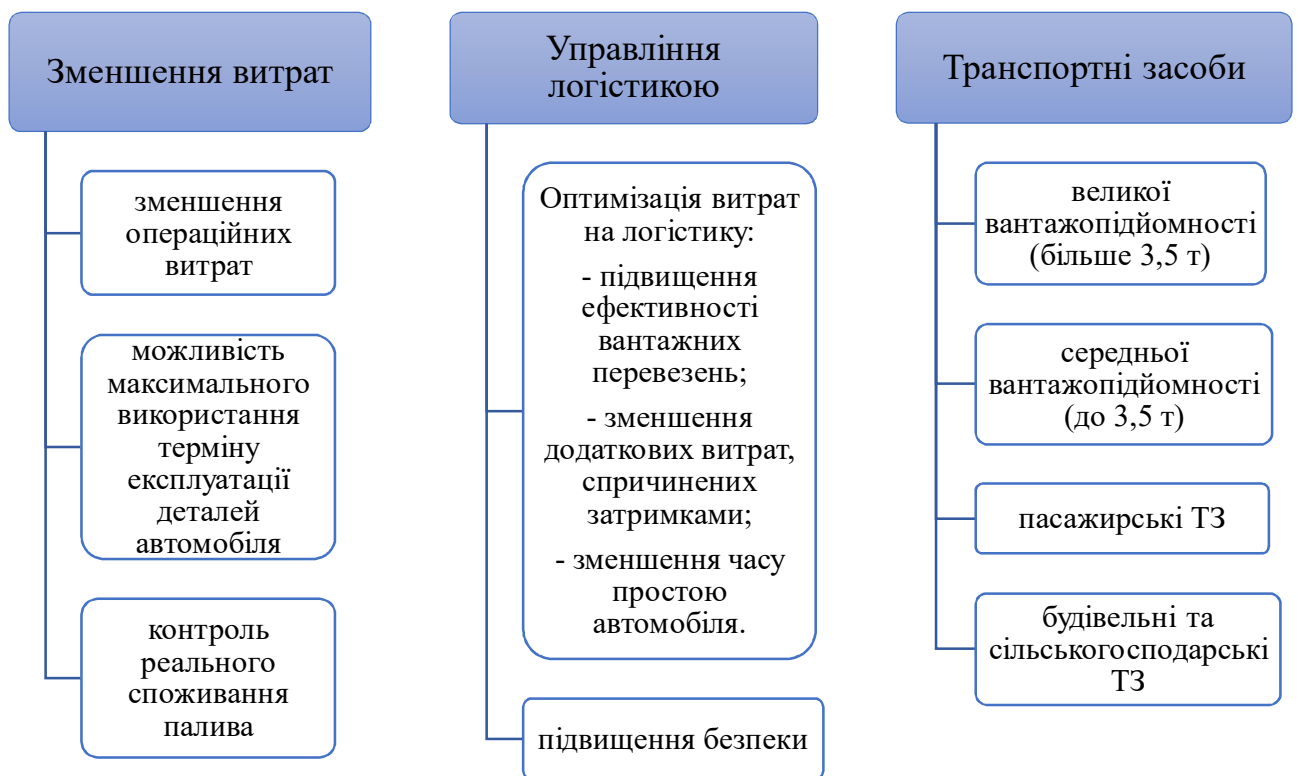 Зменшення витрат
зменшення
операційних
витрат
можливість
максимального
використання
терміну
експлуатації
деталей
автомобіля
контроль
реального
споживання
палива
Управління
логістикою
Оптимізація витрат
на логістику:
- підвищення
ефективності
вантажних
перевезень;
- зменшення
додаткових витрат,
спричинених
затримками;
- зменшення часу
простою
автомобіля.
підвищення безпеки
Транспортні засоби
великої
вантажопідйомності
(більше 3,5 т)
середньої
вантажопідйомності
(до 3,5 т)
пасажирські ТЗ
будівельні та
сільськогосподарські
ТЗ